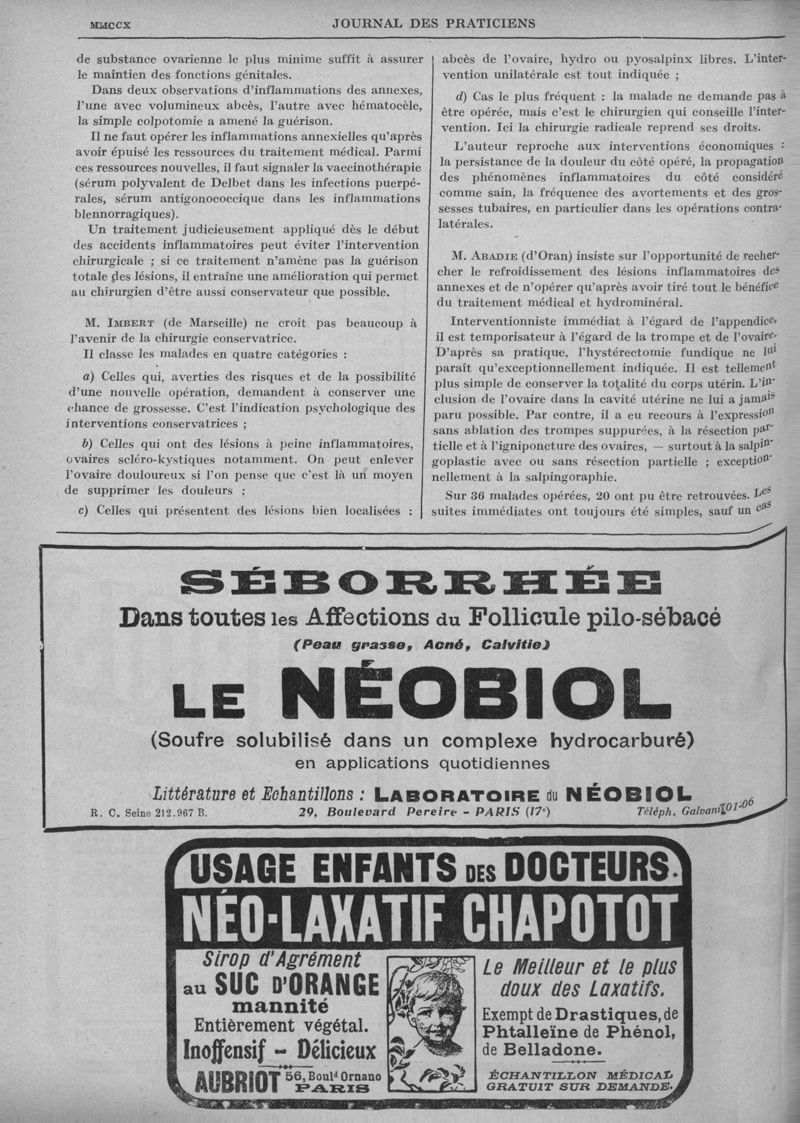 MMCCX
JOURNAL DES PRATICIENS
de substance ovarienne le plus minime suffit à assurer
le maintien des fonctions génitales.
Dans deux observations d'inflammations des annexes,
l'une avec volumineux abcès, l'autre avec hématocèle,
la simple colpotomie a amené la guérison.
Il ne faut opérer les inflammations annexielles qu'après
avoir épuisé les ressources du traitement médical. Parmi
ces ressources nouvelles, il faut signaler la vaccinothérapie
(sérum polyvalent de Delbet dans les infections puerpé-
rales, sérum antigonococcique dans les inflammations
blennorragiques).
Un traitement judicieusement appliqué dès le début
des accidents inflammatoires peut éviter l'intervention
chirurgicale ; si ce traitement n'amène pas la guérison
totale des lésions, il entraîne une amélioration qui permet
au chirurgien d'être aussi conservateur que possible.
M. IMBERT (de Marseille) ne croit pas beaucoup à
l'avenir de la chirurgie conservatrice.
Il classe les malades en quatre catégories :
a) Celles qui, averties des risques et de la possibilité
d'une nouvelle opération, demandent à conserver une
chance de grossesse. C'est l'indication psychologique des
interventions conservatrices ;
b) Celles qui ont des lésions à peine inflammatoires,
ovaires scléro-kystiques notamment. On peut enlever
l'ovaire douloureux si l'on pense que c'est là un moyen
de supprimer les douleurs ;
c) Celles qui présentent des lésions bien localisées :
abcès de l'ovaire, hydro ou pyosalpinx libres. L'inter-
vention unilatérale est tout indiquée ;
d) Cas le plus fréquent : la malade ne demande pas à
être opérée, mais c'est le chirurgien qui conseille l'inter-
vention. Ici la chirurgie radicale reprend ses droits.
L'auteur reproche aux interventions économiques :
la persistance de la douleur du côté opéré, la propagation
des phénomènes inflammatoires du côté considéré
comme sain, la fréquence des avortements et des gros-
sesses tubaires, en particulier dans les opérations contra-
latérales.
M. ABADIE (d'Oran) insiste sur l'opportunité de recher-
cher le refroidissement des lésions inflammatoires des
annexes et de n'opérer qu'après avoir tiré tout le bénéfice
du traitement médical et hydrominéral.
Interventionniste immédiat à l'égard de l'appendice,
il est temporisateur à l'égard de la trompe et de l'ovaire.
D'après sa pratique, l'hystérectomie fundique ne lui
paraît qu'exceptionnellement indiquée. Il est tellement
plus simple de conserver la totalité du corps utérin. L'in-
clusion de l'ovaire dans la cavité utérine ne lui a jamais
paru possible. Par contre, il a eu recours à l'expression
sans ablation des trompes suppurées, à la résection par-
tielle et à l'igniponcture des ovaires, — surtout à la salpin-
goplastie avec ou sans résection partielle ; exception-
nellement à la salpingoraphie.
Sur 36 malades opérées, 20 ont pu être retrouvées. Les
suites immédiates ont toujours été simples, sauf un cas
SÉBORRHÉE
Dans toutes les Affections du Follicule pilo-sébacé
(Peau grasse, Acné, Calvitie)
LE NÉOBIOL
(Soufre solubilisé dans un complexe hydrocarburé)
en applications quotidiennes
Littérature et Echantillons : LABORATOIRE du NÉOBIOL
R. C. Seine 212.967 B.
29, Boulevard Pereire - PARIS (17e)
Téléph. Galvani 01-06
USAGE ENFANTS DES DOCTEURS.
NÉO-LAXATIF CHAPOTOT
Sirop d'Agrément
au SUC D'ORANGE
mannité
Entièrement végétal.
Inoffensif - Délicieux
AUBRIOT 56, Bould Ornano
PARIS
Le Meilleur et le plus
doux des Laxatifs.
Exempt de Drastiques, de
Phtalleïne de Phénol,
de Belladone.
ÉCHANTILLON MÉDICAL
GRATUIT SUR DEMANDE.